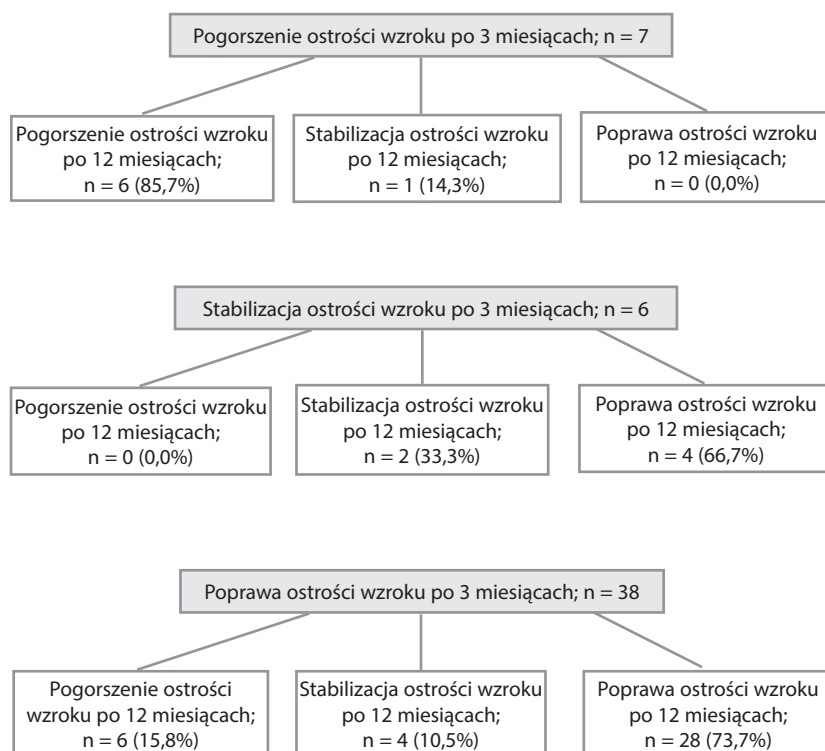 Pogorszenie ostrości wzroku po 3 miesiącach; n = 7
Pogorszenie ostrości wzroku
po 12 miesiącach;
n = 6 (85,7%)
Stabilizacja ostrości wzroku
po 12 miesiącach;
n = 1 (14,3%)
Poprawa ostrości wzroku
po 12 miesiącach;
n = 0 (0,0%)
Stabilizacja ostrości wzroku po 3 miesiącach; n = 6
Pogorszenie ostrości wzroku
po 12 miesiącach;
n = 0 (0,0%)
Stabilizacja ostrości wzroku
po 12 miesiącach;
n = 2 (33,3%)
Poprawa ostrości wzroku
po 12 miesiącach;
n = 4 (66,7%)
Poprawa ostrości wzroku po 3 miesiącach; n = 38
Pogorszenie ostrości
wzroku po 12 miesiącach;
n = 6 (15,8%)
Stabilizacja ostrości wzroku
po 12 miesiącach;
n = 4 (10,5%)
Poprawa ostrości wzroku
po 12 miesiącach;
n = 28 (73,7%)